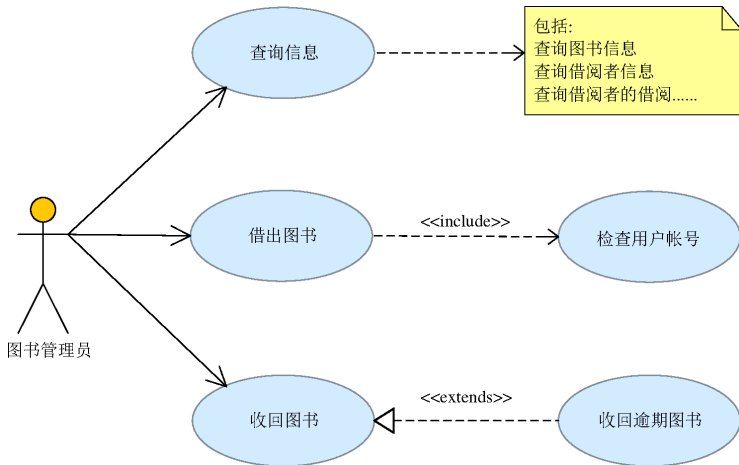 查询信息
包括:
查询图书信息
查询借阅者信息
查询借阅者的借阅......
借出图书
<<include>>
检查用户帐号
图书管理员
收回图书
<<extends>>
收回逾期图书